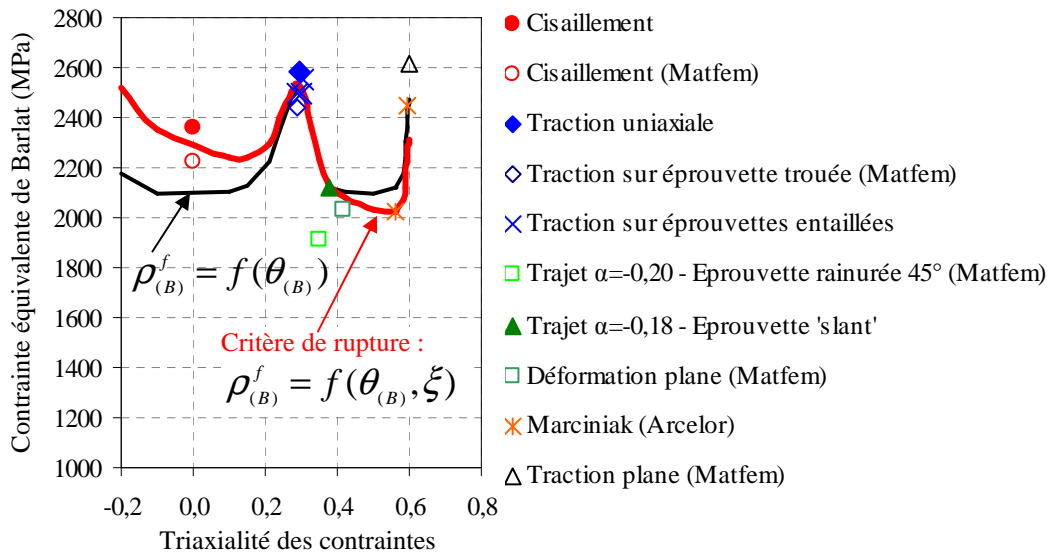 Contrainte équivalente de Barlat (MPa)
2800
2600
2400
2200
2000
1800
1600
1400
1200
1000
-0,2
0,0
0,2
0,4
0,6
0,8
Triaxialité des contraintes
ρ^f_(B) = f(θ_(B))
Critère de rupture :
ρ^f_(B) = f(θ_(B), ξ)
Cisaillement
Cisaillement (Matfem)
Traction uniaxiale
Traction sur éprouvette trouée (Matfem)
Traction sur éprouvettes entaillées
Trajet α=-0,20 - Eprouvette rainurée 45° (Matfem)
Trajet α=-0,18 - Eprouvette 'slant'
Déformation plane (Matfem)
Marciniak (Arcelor)
Traction plane (Matfem)